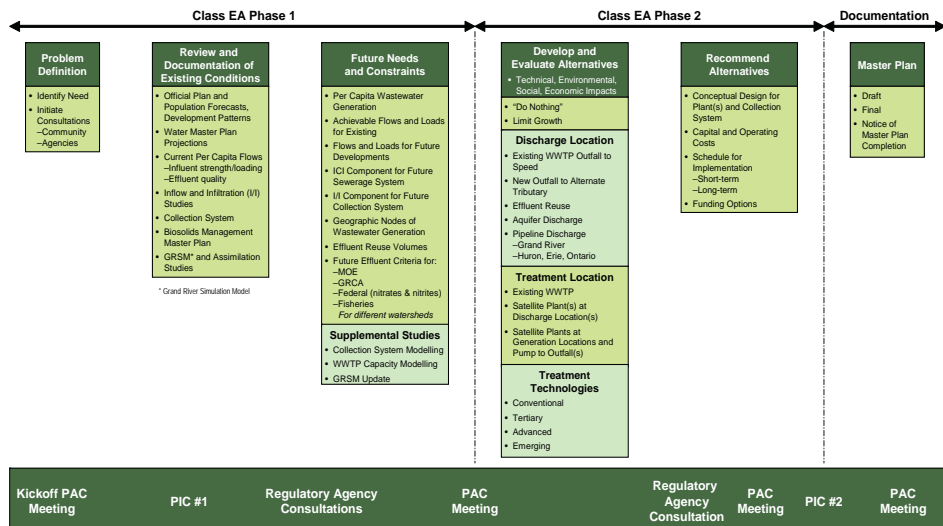 Class EA Phase 1
Class EA Phase 2
Documentation
Problem
Definition
• Identify Need
• Initiate
Consultations
–Community
–Agencies
Review and
Documentation of
Existing Conditions
• Official Plan and
Population Forecasts,
Development Patterns
• Water Master Plan
Projections
• Current Per Capita Flows
–Influent strength/loading
–Effluent quality
• Inflow and Infiltration (I/I)
Studies
• Collection System
• Biosolids Management
Master Plan
• GRSM* and Assimilation
Studies
* Grand River Simulation Model
Future Needs
and Constraints
• Per Capita Wastewater
Generation
• Achievable Flows and Loads
for Existing
• Flows and Loads for Future
Developments
• ICI Component for Future
Sewerage System
• I/I Component for Future
Collection System
• Geographic Nodes of
Wastewater Generation
• Effluent Reuse Volumes
• Future Effluent Criteria for:
–MOE
–GRCA
–Federal (nitrates & nitrites)
–Fisheries
For different watersheds
Supplemental Studies
• Collection System Modelling
• WWTP Capacity Modelling
• GRSM Update
Develop and
Evaluate Alternatives
• Technical, Environmental,
Social, Economic Impacts
• “Do Nothing”
• Limit Growth
Discharge Location
• Existing WWTP Outfall to
Speed
• New Outfall to Alternate
Tributary
• Effluent Reuse
• Aquifer Discharge
• Pipeline Discharge
–Grand River
–Huron, Erie, Ontario
Treatment Location
• Existing WWTP
• Satellite Plant(s) at
Discharge Location(s)
• Satellite Plants at
Generation Locations and
Pump to Outfall(s)
Treatment
Technologies
• Conventional
• Tertiary
• Advanced
• Emerging
Recommend
Alternatives
• Conceptual Design for
Plant(s) and Collection
System
• Capital and Operating
Costs
• Schedule for
Implementation
–Short-term
–Long-term
• Funding Options
Master Plan
• Draft
• Final
• Notice of
Master Plan
Completion
Kickoff PAC
Meeting
PIC #1
Regulatory Agency
Consultations
PAC
Meeting
Regulatory
Agency
Consultation
PAC
Meeting
PIC #2
PAC
Meeting